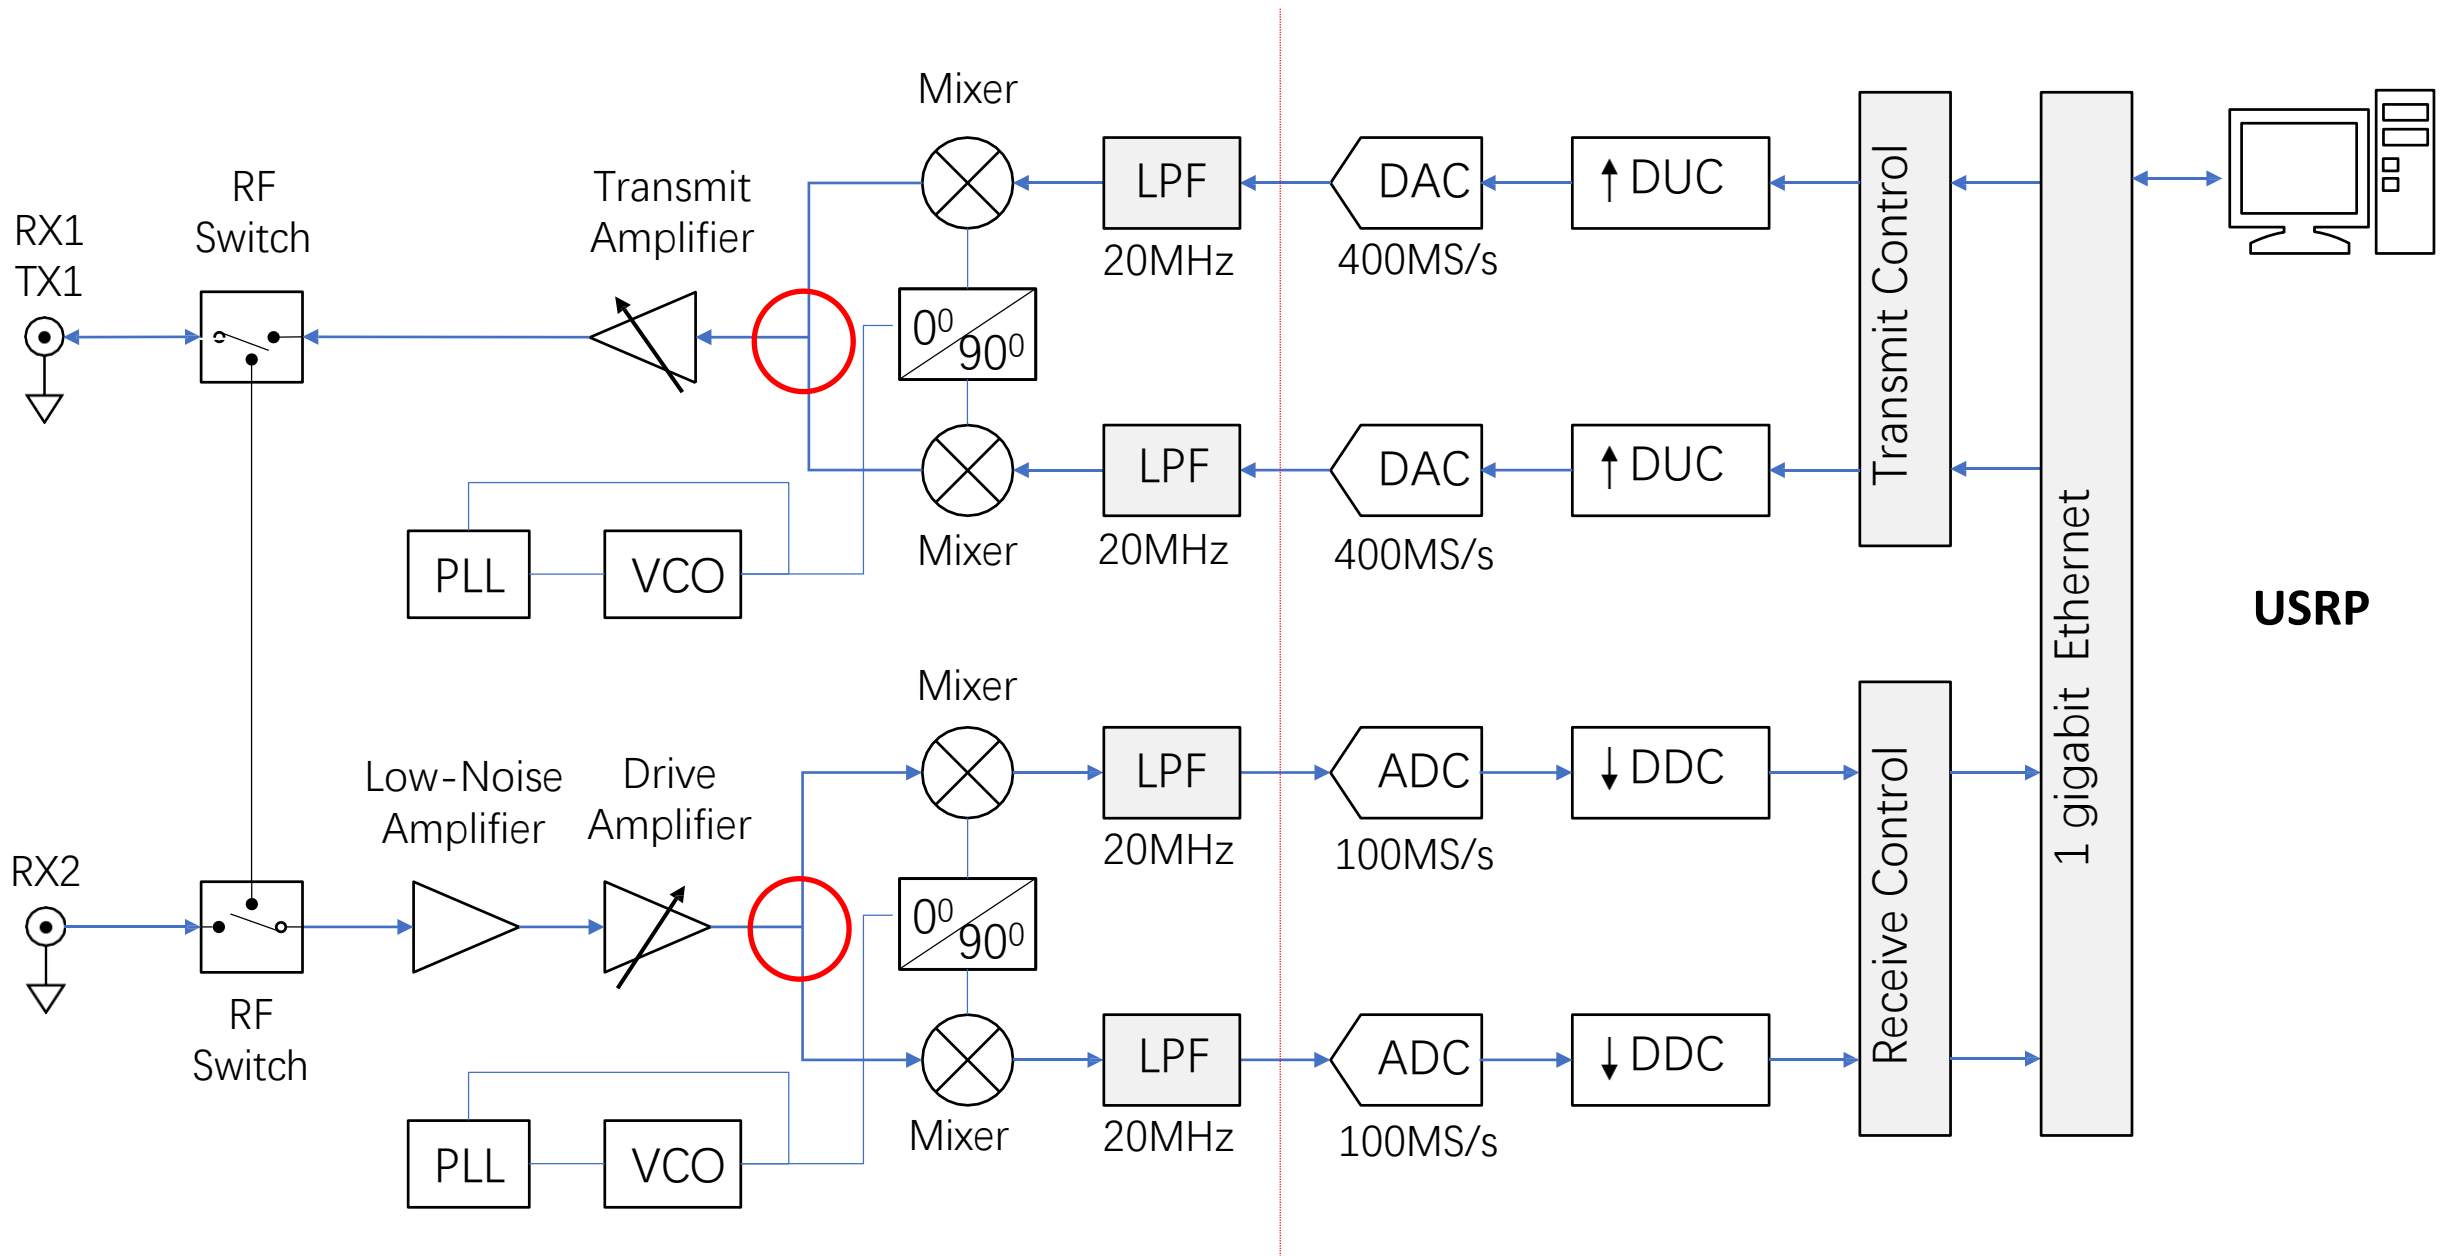 Mixer
RF
Switch
RX1
TX1
Transmit
Amplifier
LPF
20MHz
DAC
400MS/s
↑ DUC
Transmit Control
0⁰
90⁰
Mixer
LPF
20MHz
DAC
400MS/s
↑ DUC
PLL
VCO
1 gigabit Ethernet
USRP
Mixer
Low-Noise
Amplifier
Drive
Amplifier
LPF
20MHz
ADC
100MS/s
↓ DDC
Receive Control
RX2
RF
Switch
0⁰
90⁰
Mixer
LPF
20MHz
ADC
100MS/s
↓ DDC
PLL
VCO